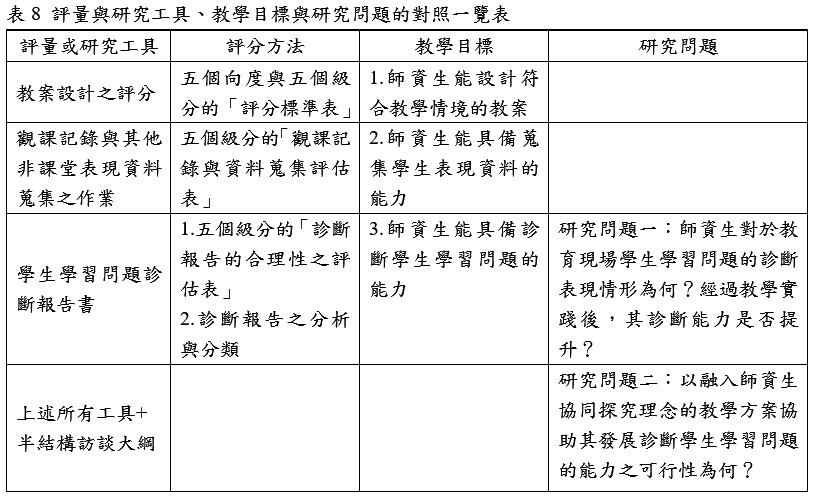 表 8 評量與研究工具、教學目標與研究問題的對照一覽表
評量或研究工具
評分方法
教學目標
研究問題
教案設計之評分
五個向度與五個級
分的「評分標準表」
1.師資生能設計符
合教學情境的教案
觀課記錄與其他
非課堂表現資料
蒐集之作業
五個級分的「觀課記
錄與資料蒐集評估
表」
2.師資生能具備蒐
集學生表現資料的
能力
學生學習問題診
斷報告書
1.五個級分的「診斷
報告的合理性之評
估表」
2.診斷報告之分析
與分類
3.師資生能具備診
斷學生學習問題的
能力
研究問題一：師資生對於教
育現場學生學習問題的診斷
表現情形為何？經過教學實
踐後，其診斷能力是否提
升？
上述所有工具+
半結構訪談大綱
研究問題二：以融入師資生
協同探究理念的教學方案協
助其發展診斷學生學習問題
的能力之可行性為何？